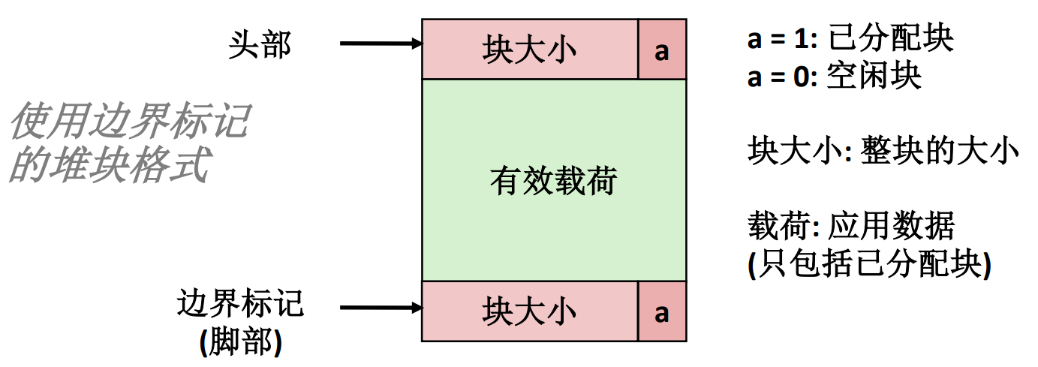 头部
块大小
a
a = 1: 已分配块
a = 0: 空闲块
使用边界标记
的堆块格式
块大小: 整块的大小
有效载荷
载荷: 应用数据
(只包括已分配块)
边界标记
(脚部)
块大小
a